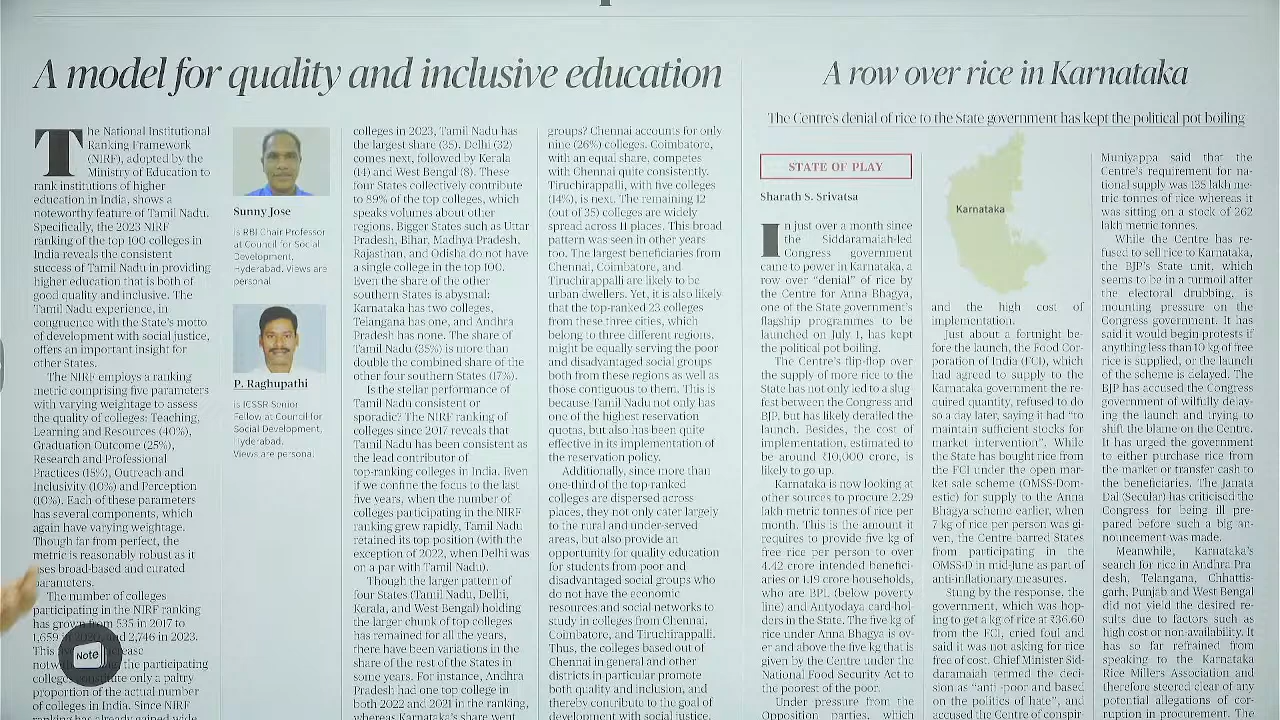 A model for quality and inclusive education
The National Institutional
Ranking Framework
(NIRF), adopted by the
Ministry of Education to
rank institutions of higher
education in India, shows a
noteworthy feature of Tamil Nadu.
Specifically, the 2023 NIRF
ranking of the top 100 colleges in
India reveals the consistent
success of Tamil Nadu in providing
higher education that is both of
good quality and inclusive. The
Tamil Nadu experience, in
congruence with the State's motto
of development with social justice,
offers an important insight for
other States.
The NIRF employs a ranking
metric comprising five parameters
with varying weightage to assess
the quality of colleges: Teaching,
Learning and Resources (40%),
Graduation Outcome (25%),
Research and Professional
Practices (15%), Outreach and
Inclusivity (10%) and Perception
(10%). Each of these parameters
has several components, which
again have varying weightage.
Though far from perfect, the
metric is reasonably robust as it
uses broad-based and curated
parameters.
The number of colleges
participating in the NIRF ranking
has grown from 535 in 2017 to
1,659 in 2020, and 2,746 in 2023.
This
the participating
colleges constitute only a paltry
proportion of the actual number
of colleges in India. Since NIRF
ranking has already gained wide
Note
Sunny Jose
is RBI Chair Professor
at Council for Social
Development,
Hyderabad. Views are
personal
P. Raghupathi
is ICSSR Senior
Fellow at Council for
Social Development,
Hyderabad.
Views are personal
colleges in 2023, Tamil Nadu has
the largest share (35). Delhi (32)
comes next, followed by Kerala
(14) and West Bengal (8). These
four States collectively contribute
to 89% of the top colleges, which
speaks volumes about other
regions. Bigger States such as Uttar
Pradesh, Bihar, Madhya Pradesh,
Rajasthan, and Odisha do not have
a single college in the top 100.
Even the share of the other
southern States is abysmal:
Karnataka has two colleges,
Telangana has one, and Andhra
Pradesh has none. The share of
Tamil Nadu (35%) is more than
double the combined share of the
other four southern States (17%).
Is the stellar performance of
Tamil Nadu consistent or
sporadic? The NIRF ranking of
colleges since 2017 reveals that
Tamil Nadu has been consistent as
the lead contributor of
top-ranking colleges in India. Even
if we confine the focus to the last
five years, when the number of
colleges participating in the NIRF
ranking grew rapidly, Tamil Nadu
retained its top position (with the
exception of 2022, when Delhi was
on a par with Tamil Nadu).
Though the larger pattern of
four States (Tamil Nadu, Delhi,
Kerala, and West Bengal) holding
the larger chunk of top colleges
has remained for all the years,
there have been variations in the
share of the rest of the States in
some years. For instance, Andhra
Pradesh had one top college in
both 2022 and 2021 in the ranking,
whereas Karnataka's share went
groups? Chennai accounts for only
nine (26%) colleges. Coimbatore,
with an equal share, competes
with Chennai quite consistently.
Tiruchirappalli, with five colleges
(14%), is next. The remaining 12
(out of 35) colleges are widely
spread across 11 places. This broad
pattern was seen in other years
too. The largest beneficiaries from
Chennai, Coimbatore, and
Tiruchirappalli are likely to be
urban dwellers. Yet, it is also likely
that the top-ranked 23 colleges
from these three cities, which
belong to three different regions,
might be equally serving the poor
and disadvantaged social groups
both from these regions as well as
those contiguous to them. This is
because Tamil Nadu not only has
one of the highest reservation
quotas, but also has been quite
effective in its implementation of
the reservation policy.
Additionally, since more than
one-third of the top-ranked
colleges are dispersed across
places, they not only cater largely
to the rural and under-served
areas, but also provide an
opportunity for quality education
for students from poor and
disadvantaged social groups who
do not have the economic
resources and social networks to
study in colleges from Chennai,
Coimbatore, and Tiruchirappalli.
Thus, the colleges based out of
Chennai in general and other
districts in particular promote
both quality and inclusion, and
thereby contribute to the goal of
development with social justice.
A row over rice in Karnataka
The Centre's denial of rice to the State government has kept the political pot boiling
STATE OF PLAY
Sharath S. Srivatsa
In just over a month since
the Siddaramaiah-led
Congress government
came to power in Karnataka, a
row over "denial" of rice by
the Centre for Anna Bhagya,
one of the State government's
flagship programmes to be
launched on July 1, has kept
the political pot boiling.
The Centre's flip-flop over
the supply of more rice to the
State has not only led to a slug
fest between the Congress and
BJP, but has likely derailed the
launch. Besides, the cost of
implementation, estimated to
be around ₹10,000 crore, is
likely to go up.
Karnataka is now looking at
other sources to procure 2.29
lakh metric tonnes of rice per
month. This is the amount it
requires to provide five kg of
free rice per person to over
4.42 crore intended benefici-
aries or 1.19 crore households,
who are BPL (below poverty
line) and Antyodaya card hol-
ders in the State. The five kg of
rice under Anna Bhagya is ov-
er and above the five kg that is
given by the Centre under the
National Food Security Act to
the poorest of the poor.
Under pressure from the
Opposition parties, which
Karnataka
and the high cost of
implementation.
Just under a fortnight be-
fore the launch, the Food Cor-
poration of India (FCI), which
had agreed to supply to the
Karnataka government the re-
quired quantity, refused to do
so a day later, saying it had "to
maintain sufficient stocks for
market intervention". While
the State has bought rice from
the FCI under the open mar-
ket sale scheme (OMSS-Dom-
estic) for supply to the Anna
Bhagya scheme earlier, when
7 kg of rice per person was gi-
ven, the Centre barred States
from participating in the
OMSS-D in mid-June as part of
anti-inflationary measures.
Stung by the response, the
government, which was hop-
ing to get a kg of rice at ₹36.60
from the FCI, cried foul and
said it was not asking for rice
free of cost. Chief Minister Sid-
daramaiah termed the deci-
sion as "anti-poor and based
on the politics of hate", and
accused the Centre of conspir-
Muniyappa said that the
Centre's requirement for na-
tional supply was 135 lakh me-
tric tonnes of rice whereas it
was sitting on a stock of 262
lakh metric tonnes.
While the Centre has re-
fused to sell rice to Karnataka,
the BJP's State unit, which
seems to be in a turmoil after
the electoral drubbing, is
mounting pressure on the
Congress government. It has
said it would begin protests if
anything less than 10 kg of free
rice is supplied, or the launch
of the scheme is delayed. The
BJP has accused the Congress
government of wilfully delay-
ing the launch and trying to
shift the blame on the Centre.
It has urged the government
to either purchase rice from
the market or transfer cash to
the beneficiaries. The Janata
Dal (Secular) has criticised the
Congress for being ill pre-
pared before such a big an-
nouncement was made.
Meanwhile, Karnataka's
search for rice in Andhra Pra-
desh, Telangana, Chhattis-
garh, Punjab and West Bengal
did not yield the desired re-
sults due to factors such as
high cost or non-availability. It
has so far refrained from
speaking to the Karnataka
Rice Millers Association and
therefore steered clear of any
potential allegations of cor-
ruption in procurement. The